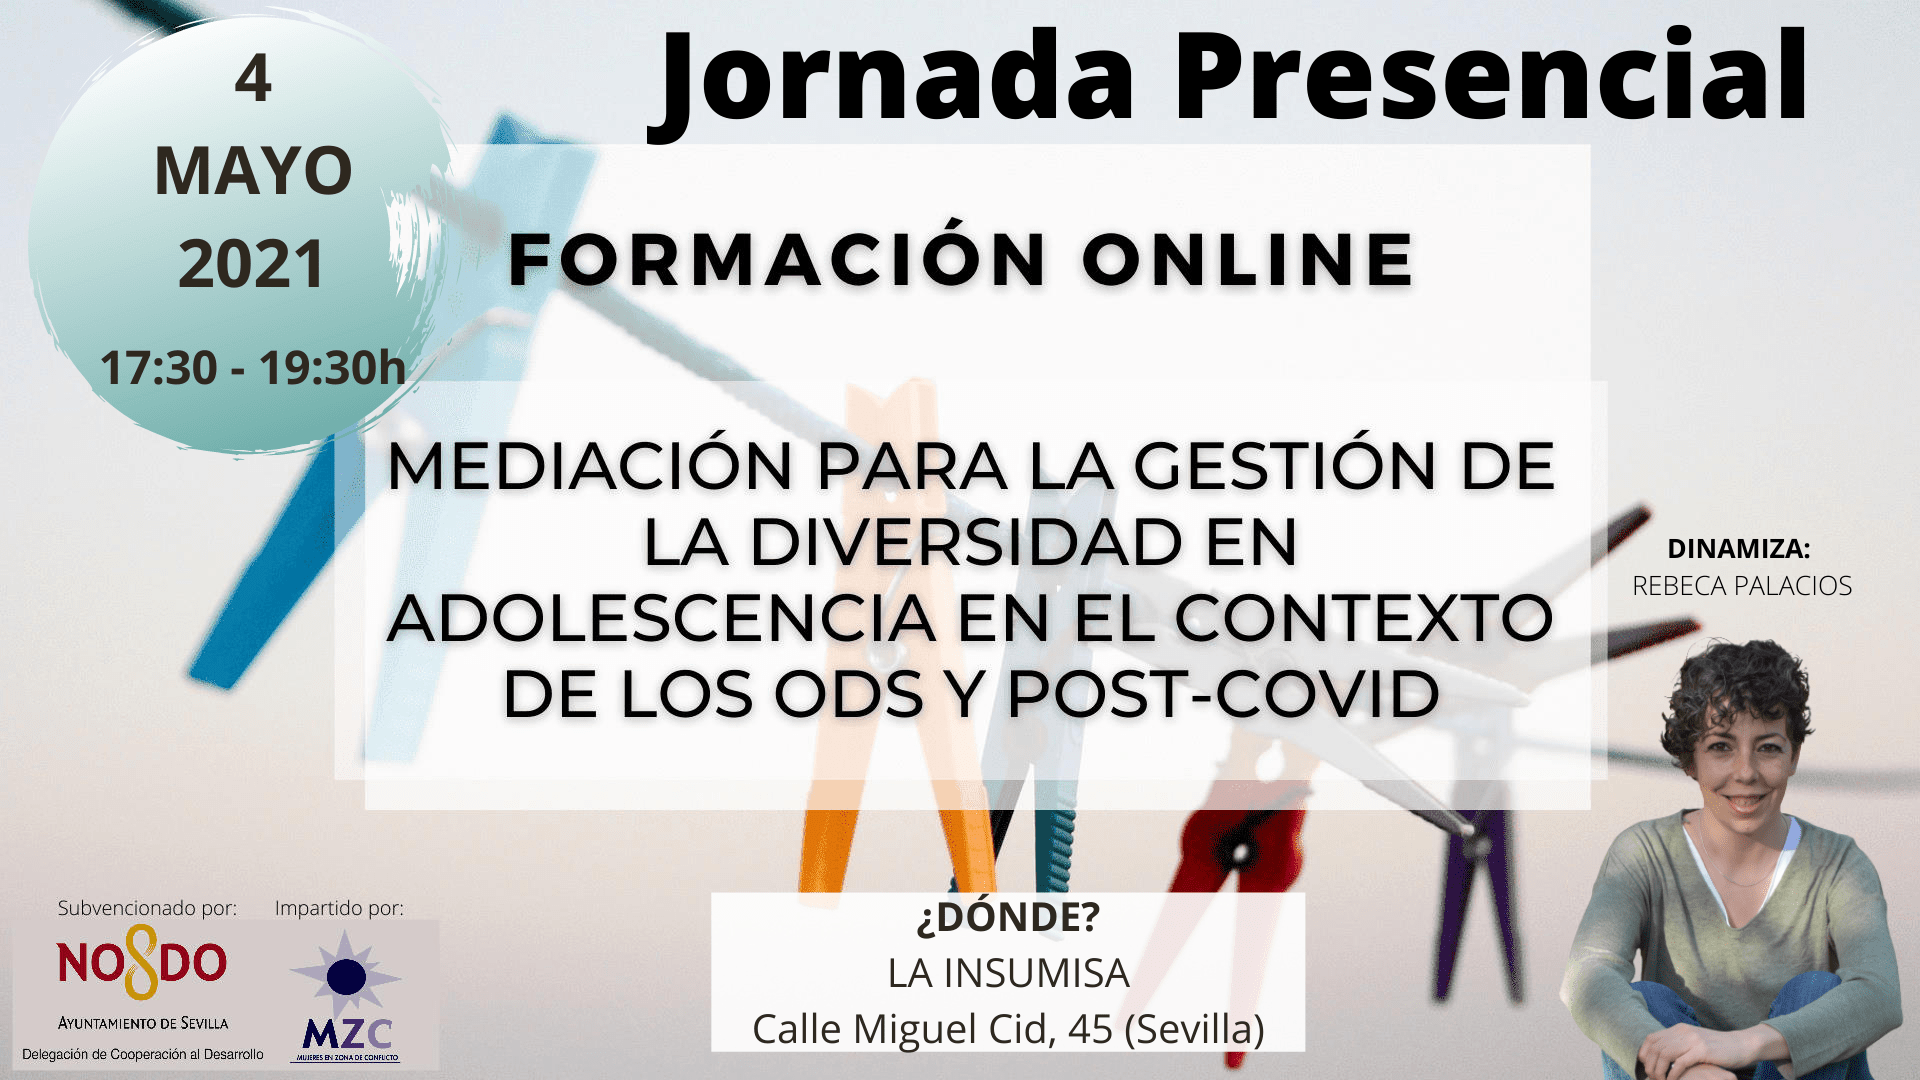 Jornada Presencial
4
MAYO
2021
17:30 - 19:30h
FORMACIÓN ONLINE
MEDIACIÓN PARA LA GESTIÓN DE
LA DIVERSIDAD EN
ADOLESCENCIA EN EL CONTEXTO
DE LOS ODS Y POST-COVID
DINAMIZA:
REBECA PALACIOS
Subvencionado por:
NO8DO
AYUNTAMIENTO DE SEVILLA
Delegación de Cooperación al Desarrollo
Impartido por:
MZC
MUJERES EN ZONA DE CONFLICTO
¿DÓNDE?
LA INSUMISA
Calle Miguel Cid, 45 (Sevilla)